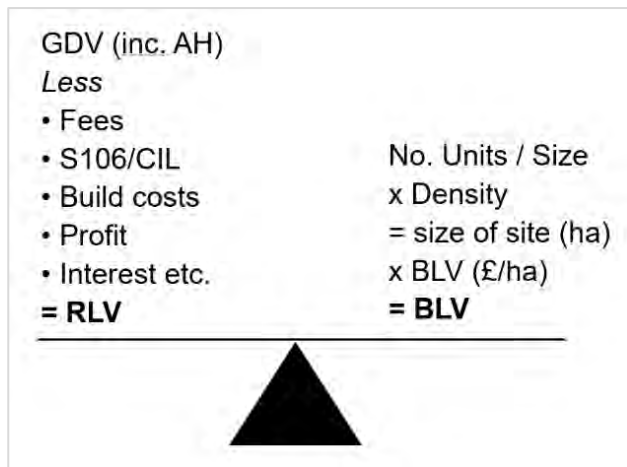 GDV (inc. AH)
Less
• Fees
• S106/CIL
• Build costs
• Profit
• Interest etc.
= RLV
No. Units / Size
x Density
= size of site (ha)
x BLV (£/ha)
= BLV